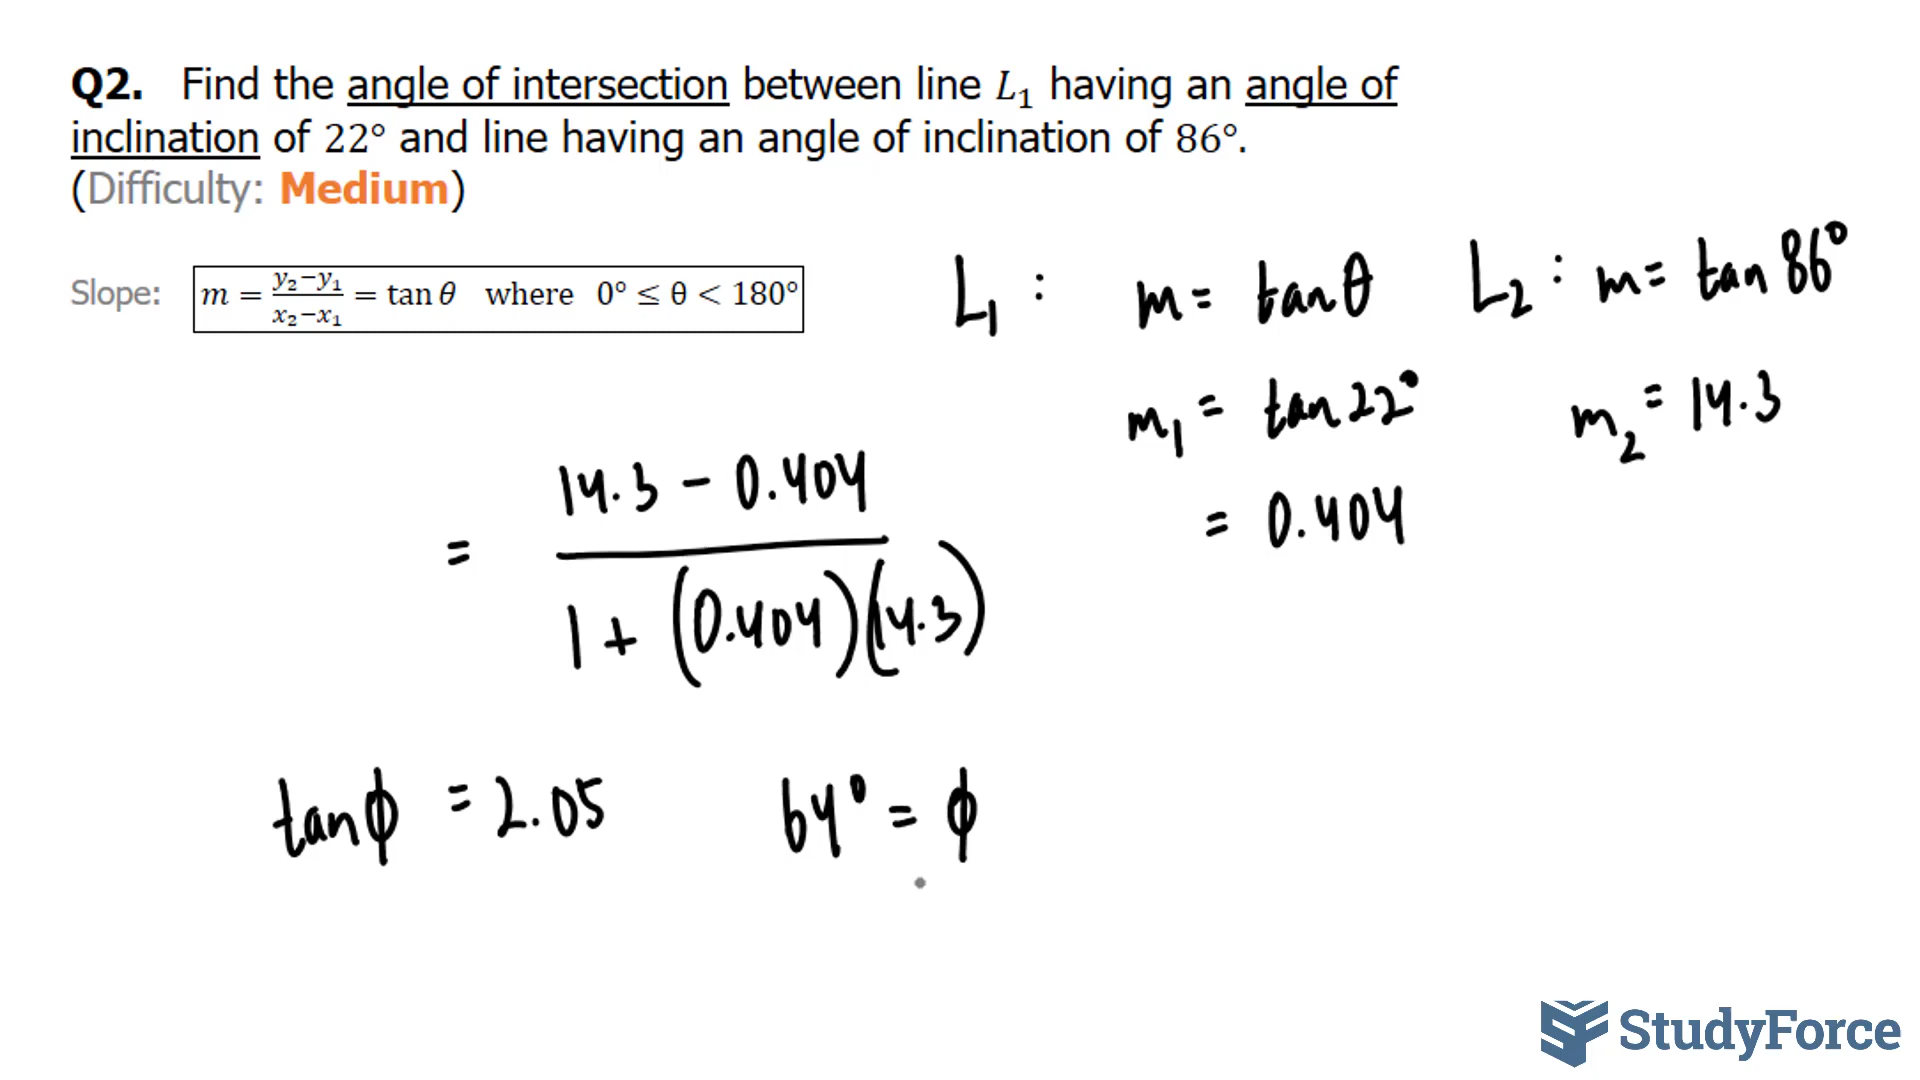 Q2. Find the angle of intersection between line L₁ having an angle of
inclination of 22° and line having an angle of inclination of 86°.
(Difficulty: Medium)
Slope: m = (y₂−y₁)/(x₂−x₁) = tan θ where 0° ≤ θ < 180°
L₁ : m = tanθ
m₁ = tan22°
= 0.404
L₂ : m = tan 86°
m₂ = 14.3
= (14.3 − 0.404)/(1 + (0.404)(14.3))
tanϕ = 2.05
64° = ϕ
StudyForce